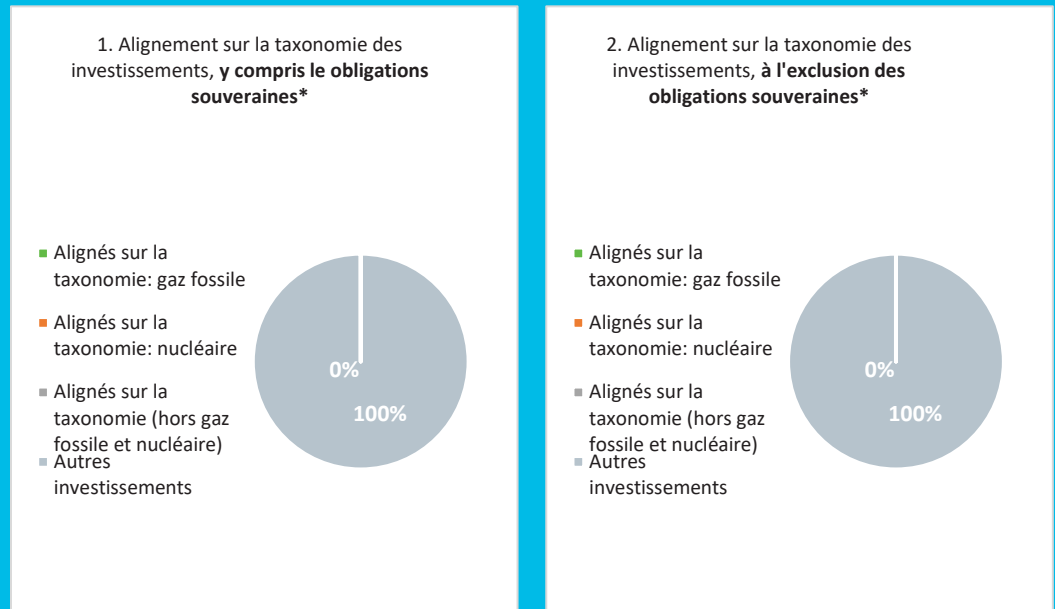 1. Alignement sur la taxonomie des
investissements, y compris le obligations
souveraines*
Alignés sur la
taxonomie: gaz fossile
Alignés sur la
taxonomie: nucléaire
Alignés sur la
taxonomie (hors gaz
fossile et nucléaire)
Autres
investissements
0%
100%
2. Alignement sur la taxonomie des
investissements, à l'exclusion des
obligations souveraines*
Alignés sur la
taxonomie: gaz fossile
Alignés sur la
taxonomie: nucléaire
Alignés sur la
taxonomie (hors gaz
fossile et nucléaire)
Autres
investissements
0%
100%